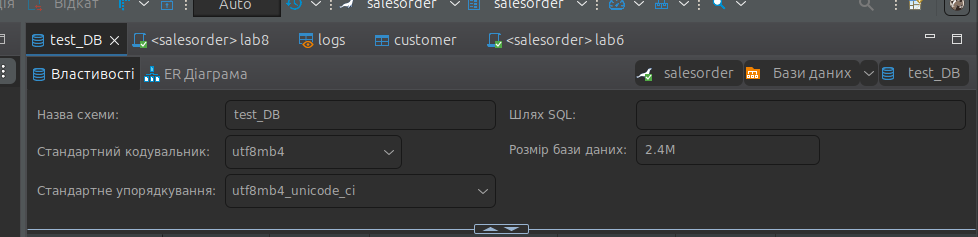 Відкат Auto salesorder salesorder
test_DB <salesorder> lab8 logs customer <salesorder> lab6
Властивості ER Діаграма salesorder Бази даних test_DB
Назва схеми: test_DB Шлях SQL:
Стандартний кодувальник: utf8mb4 Розмір бази даних: 2.4M
Стандартне упорядкування: utf8mb4_unicode_ci